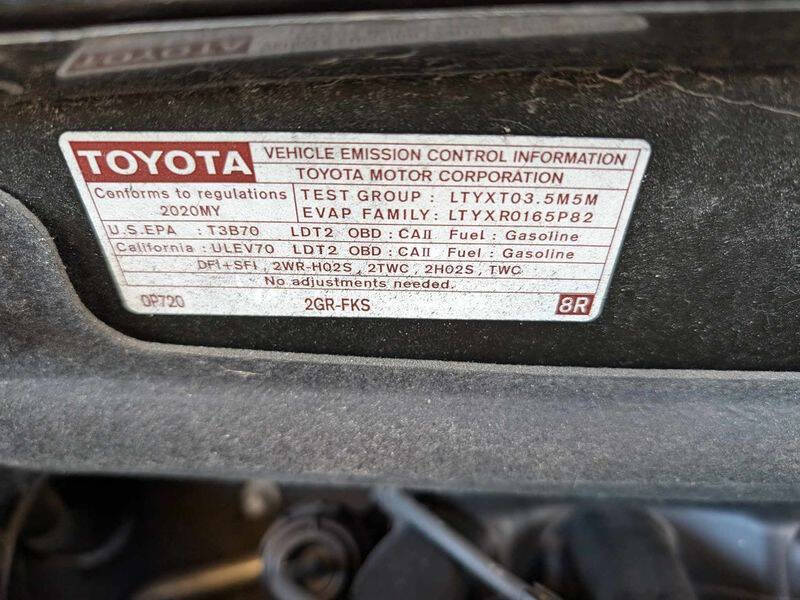 TOYOTA VEHICLE EMISSION CONTROL INFORMATION
TOYOTA MOTOR CORPORATION
Conforms to regulations
2020MY
TEST GROUP : LTYXT03.5M5M
EVAP FAMILY: LTYXR0165P82
U.S.EPA : T3B70 LDT2 OBD : CAII Fuel : Gasoline
California : ULEV70 LDT2 OBD : CAII Fuel : Gasoline
DFI+SFI , 2WR-HO2S , 2TWC , 2HO2S , TWC
No adjustments needed.
0P720 2GR-FKS 8R